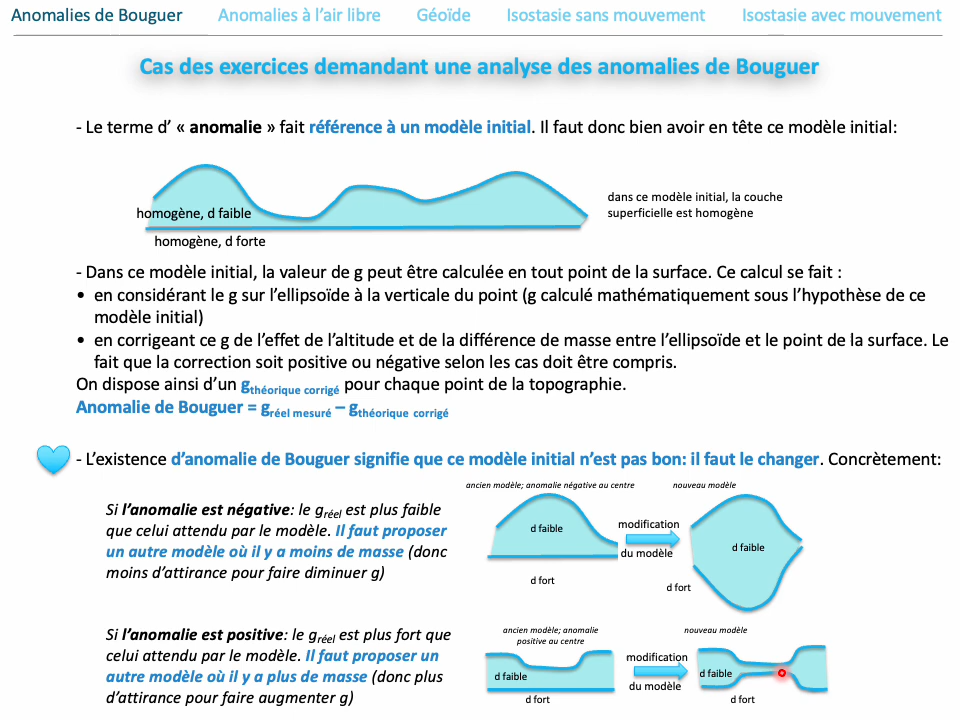 Anomalies de Bouguer Anomalies à l'air libre Géoïde Isostasie sans mouvement Isostasie avec mouvement
Cas des exercices demandant une analyse des anomalies de Bouguer
- Le terme d' « anomalie » fait référence à un modèle initial. Il faut donc bien avoir en tête ce modèle initial:
homogène, d faible
homogène, d forte
dans ce modèle initial, la couche
superficielle est homogène
- Dans ce modèle initial, la valeur de g peut être calculée en tout point de la surface. Ce calcul se fait :
• en considérant le g sur l'ellipsoïde à la verticale du point (g calculé mathématiquement sous l'hypothèse de ce
modèle initial)
• en corrigeant ce g de l'effet de l'altitude et de la différence de masse entre l'ellipsoïde et le point de la surface. Le
fait que la correction soit positive ou négative selon les cas doit être compris.
On dispose ainsi d'un gthéorique corrigé pour chaque point de la topographie.
Anomalie de Bouguer = gréel mesuré – gthéorique corrigé
- L'existence d'anomalie de Bouguer signifie que ce modèle initial n'est pas bon: il faut le changer. Concrètement:
Si l'anomalie est négative: le gréel est plus faible
que celui attendu par le modèle. Il faut proposer
un autre modèle où il y a moins de masse (donc
moins d'attirance pour faire diminuer g)
ancien modèle; anomalie négative au centre
d faible
d fort
modification
du modèle
nouveau modèle
d faible
d fort
Si l'anomalie est positive: le gréel est plus fort que
celui attendu par le modèle. Il faut proposer un
autre modèle où il y a plus de masse (donc plus
d'attirance pour faire augmenter g)
ancien modèle; anomalie
positive au centre
d faible
d fort
modification
du modèle
nouveau modèle
d faible
d fort